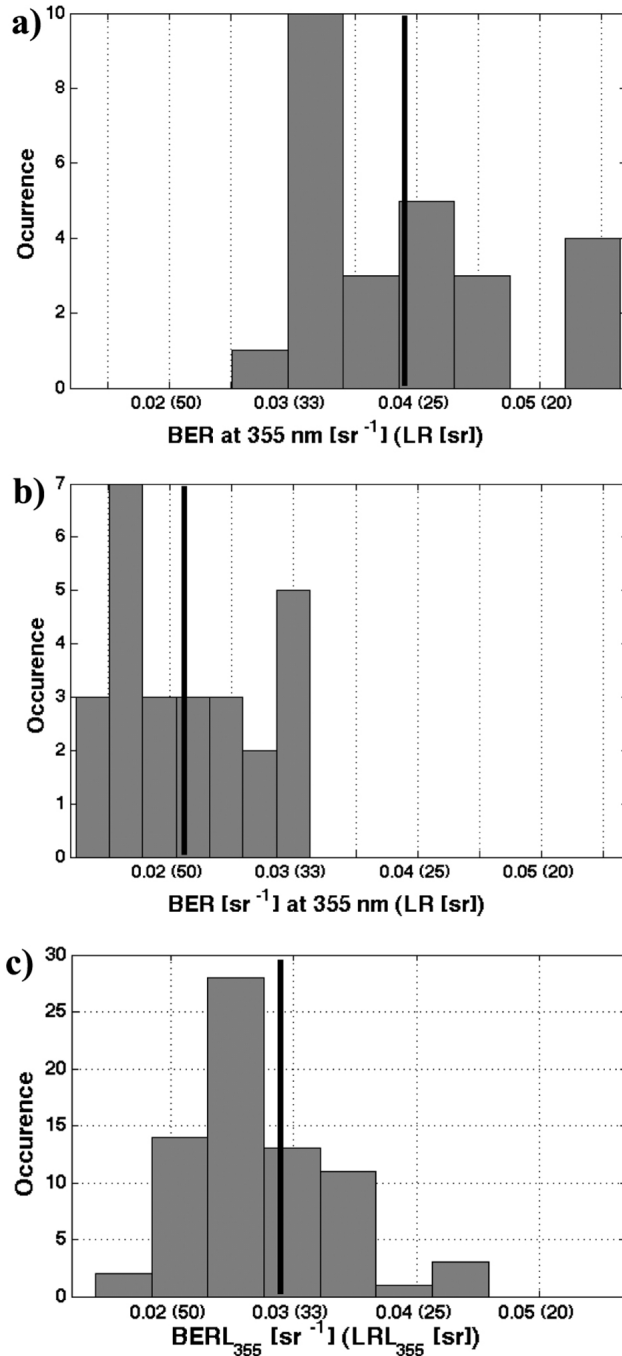 a)
10
8
6
4
2
0
Ocurrence
0.02 (50) 0.03 (33) 0.04 (25) 0.05 (20)
BER at 355 nm [sr⁻¹] (LR [sr])
b)
7
6
5
4
3
2
1
0
Occurence
0.02 (50) 0.03 (33) 0.04 (25) 0.05 (20)
BER [sr⁻¹] at 355 nm (LR [sr])
c)
30
25
20
15
10
5
0
Occurence
0.02 (50) 0.03 (33) 0.04 (25) 0.05 (20)
BERL₃₅₅ [sr⁻¹] (LRL₃₅₅ [sr])